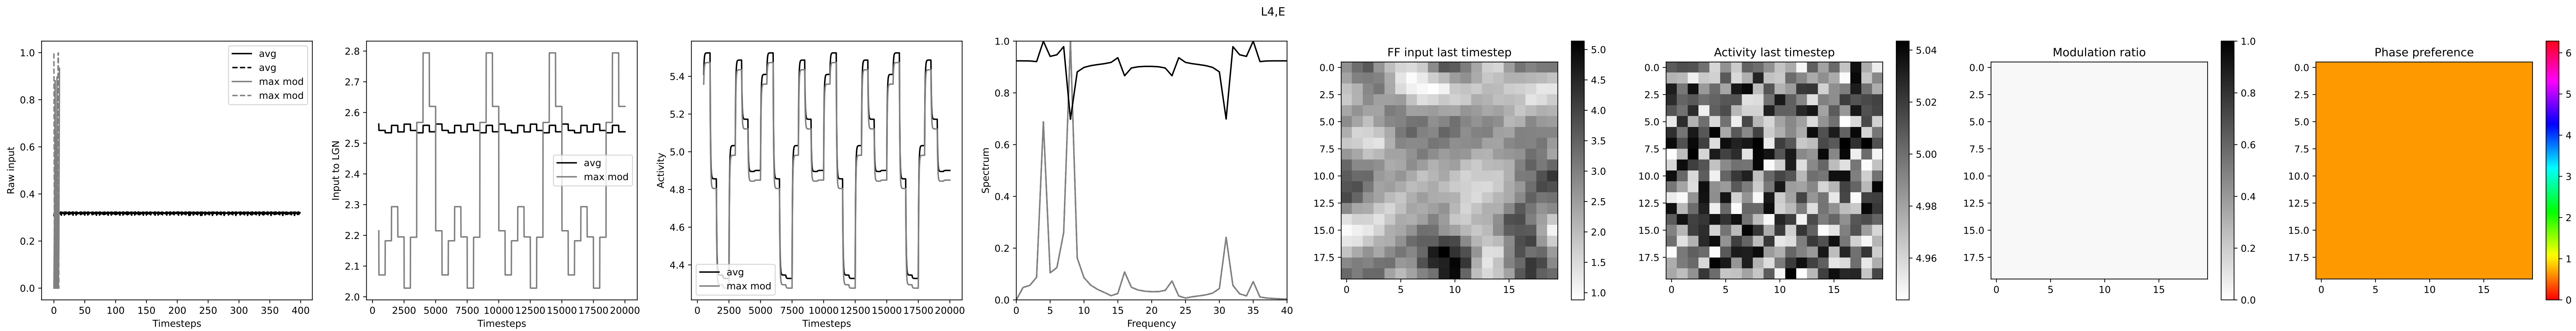 L4,E
Raw input
1.0
0.8
0.6
0.4
0.2
0.0
avg
avg
max mod
max mod
0 50 100 150 200 250 300 350 400
Timesteps
Input to LGN
2.8
2.7
2.6
2.5
2.4
2.3
2.2
2.1
2.0
avg
max mod
0 2500 5000 7500 10000 12500 15000 17500 20000
Timesteps
Activity
5.4
5.2
5.0
4.8
4.6
4.4
avg
max mod
0 2500 5000 7500 10000 12500 15000 17500 20000
Timesteps
Spectrum
1.0
0.8
0.6
0.4
0.2
0.0
0 5 10 15 20 25 30 35 40
Frequency
FF input last timestep
0.0
2.5
5.0
7.5
10.0
12.5
15.0
17.5
0 5 10 15
5.0
4.5
4.0
3.5
3.0
2.5
2.0
1.5
1.0
Activity last timestep
0.0
2.5
5.0
7.5
10.0
12.5
15.0
17.5
0 5 10 15
5.04
5.02
5.00
4.98
4.96
Modulation ratio
0.0
2.5
5.0
7.5
10.0
12.5
15.0
17.5
0 5 10 15
1.0
0.8
0.6
0.4
0.2
0.0
Phase preference
0.0
2.5
5.0
7.5
10.0
12.5
15.0
17.5
0 5 10 15
6
5
4
3
2
1
0